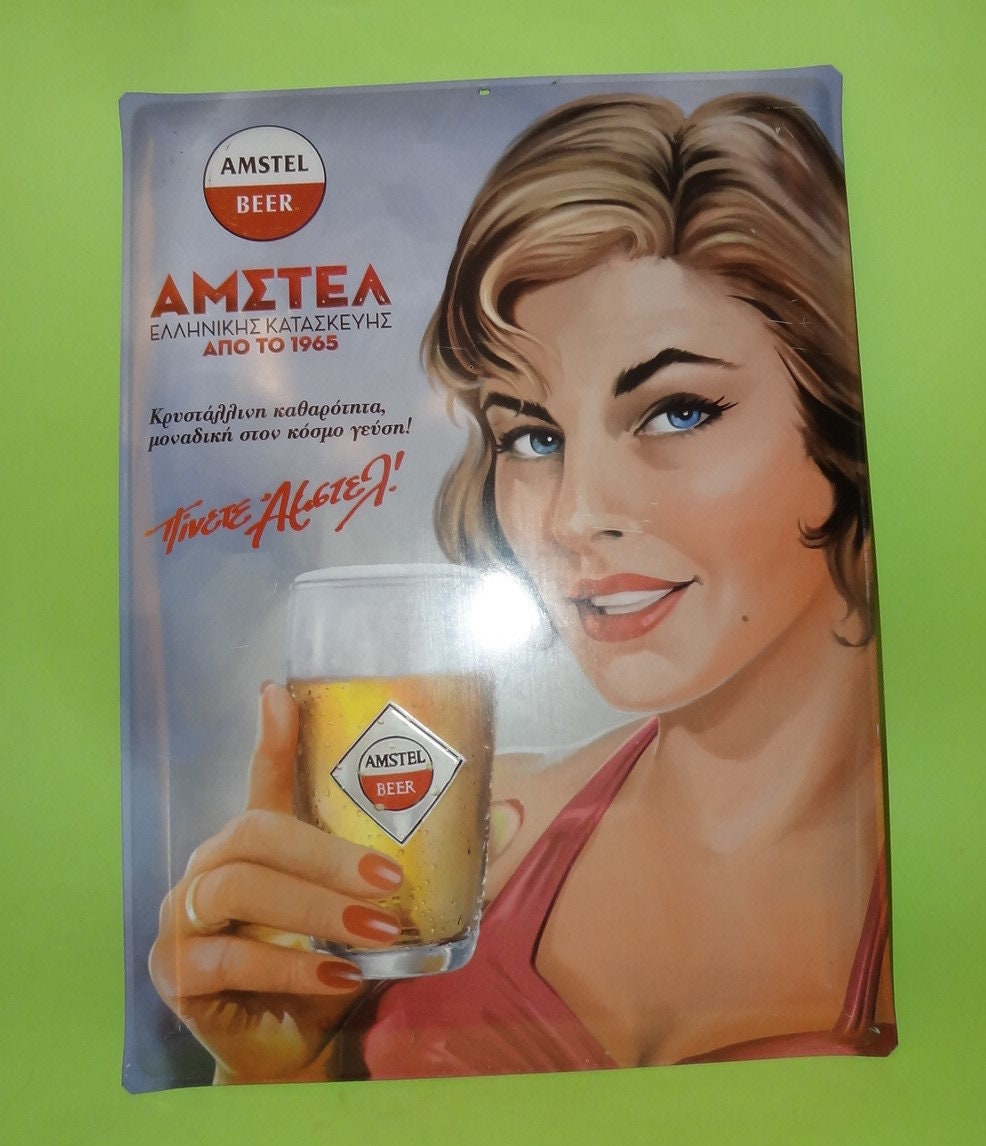 AMSTEL
BEER
ΑΜΣΤΕΛ
ΕΛΛΗΝΙΚΗΣ ΚΑΤΑΣΚΕΥΗΣ
ΑΠΟ ΤΟ 1965
Κρυστάλλινη καθαρότητα,
μοναδική στον κόσμο γεύση!
Πίνετε Άμστελ!
AMSTEL
BEER